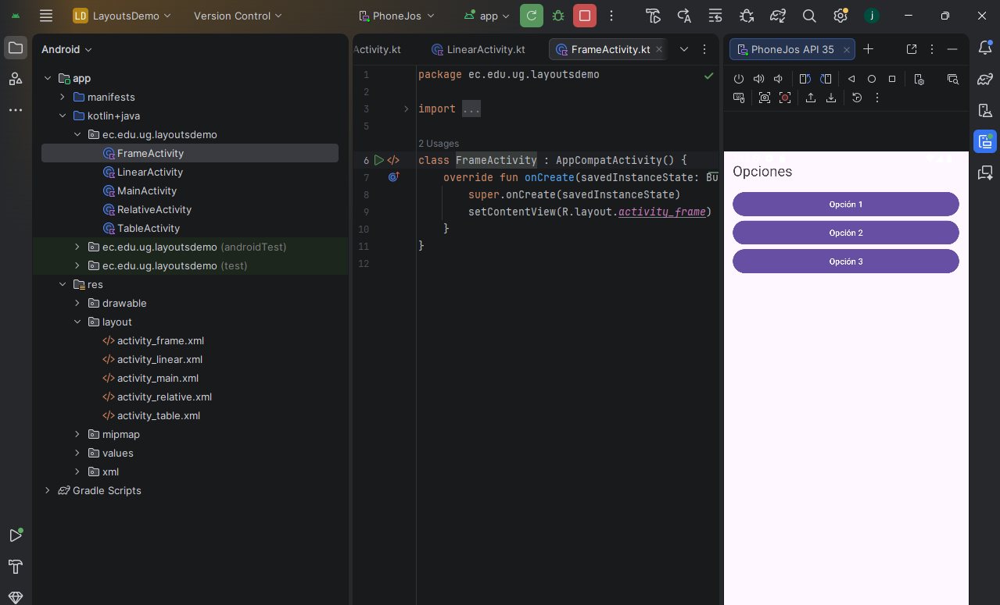 LD LayoutsDemo Version Control PhoneJos app j
Android
Activity.kt LinearActivity.kt FrameActivity.kt
PhoneJos API 35
app
manifests
kotlin+java
ec.edu.ug.layoutsdemo
FrameActivity
LinearActivity
MainActivity
RelativeActivity
TableActivity
ec.edu.ug.layoutsdemo (androidTest)
ec.edu.ug.layoutsdemo (test)
res
drawable
layout
activity_frame.xml
activity_linear.xml
activity_main.xml
activity_relative.xml
activity_table.xml
mipmap
values
xml
Gradle Scripts
1 package ec.edu.ug.layoutsdemo
2
3 import ...
5
2 Usages
6 class FrameActivity : AppCompatActivity() {
7 override fun onCreate(savedInstanceState: Bu
8 super.onCreate(savedInstanceState)
9 setContentView(R.layout.activity_frame)
10 }
11 }
12
Opciones
Opción 1
Opción 2
Opción 3